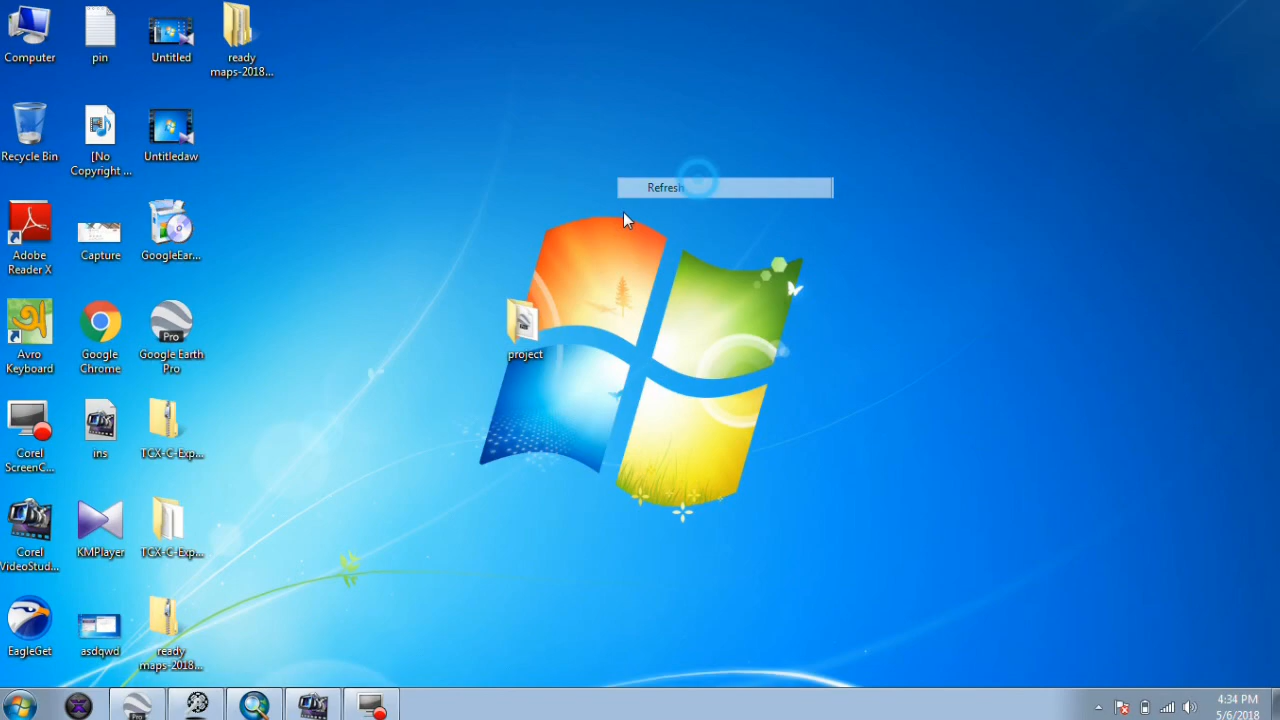 Computer
pin
Untitled
ready
maps-2018...
Recycle Bin
[No
Copyright ...
Untitledaw
Refresh
Adobe
Reader X
Capture
GoogleEar...
Avro
Keyboard
Google
Chrome
Pro
Google Earth
Pro
project
Corel
ScreenC...
ins
TCX-C-Exp...
Corel
VideoStud...
KMPlayer
TCX-C-Exp...
EagleGet
asdqwd
ready
maps-2018...
Pro
4:34 PM
5/6/2018